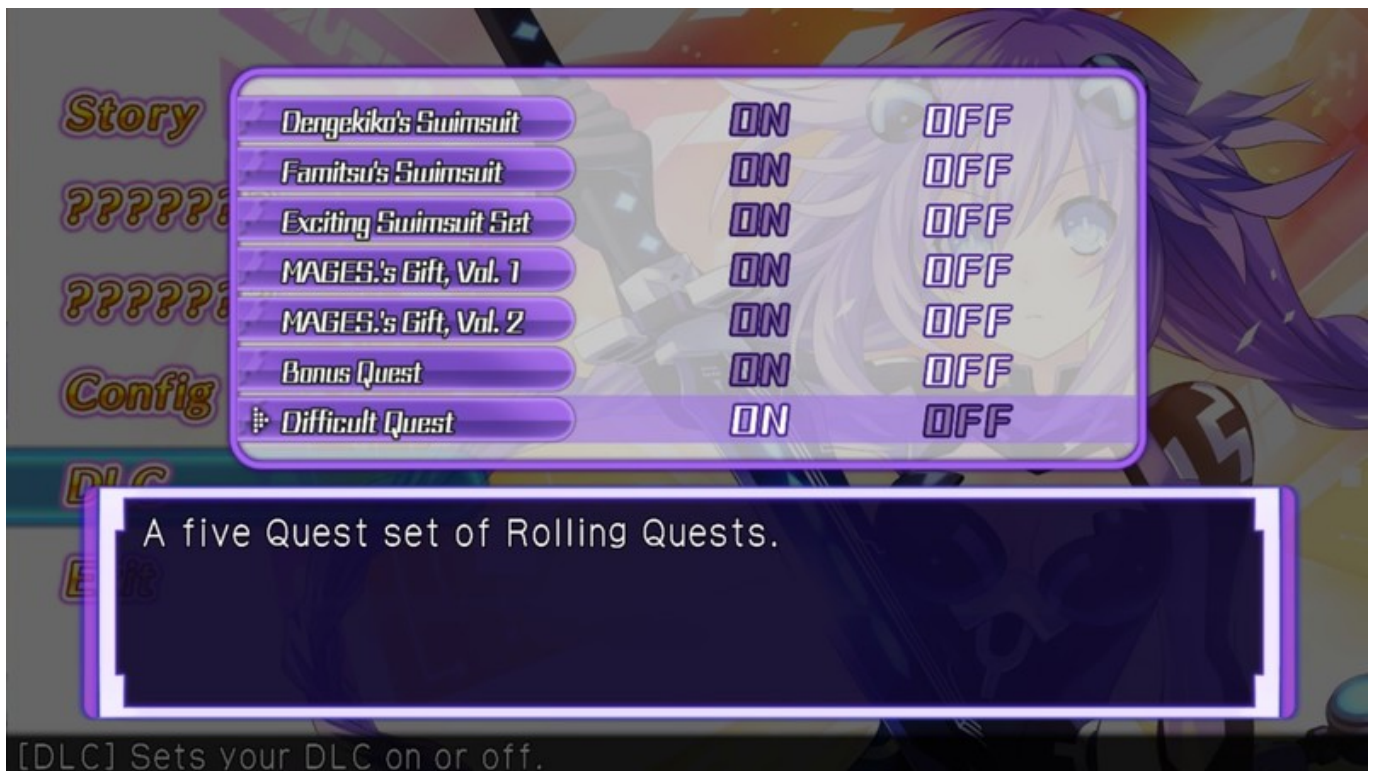 Story
??????
??????
Config
DLC
Exit
Dengekiko's Swimsuit ON OFF
Famitsu's Swimsuit ON OFF
Exciting Swimsuit Set ON OFF
MAGES.'s Gift, Vol. 1 ON OFF
MAGES.'s Gift, Vol. 2 ON OFF
Bonus Quest ON OFF
Difficult Quest ON OFF
A five Quest set of Rolling Quests.
[DLC] Sets your DLC on or off.